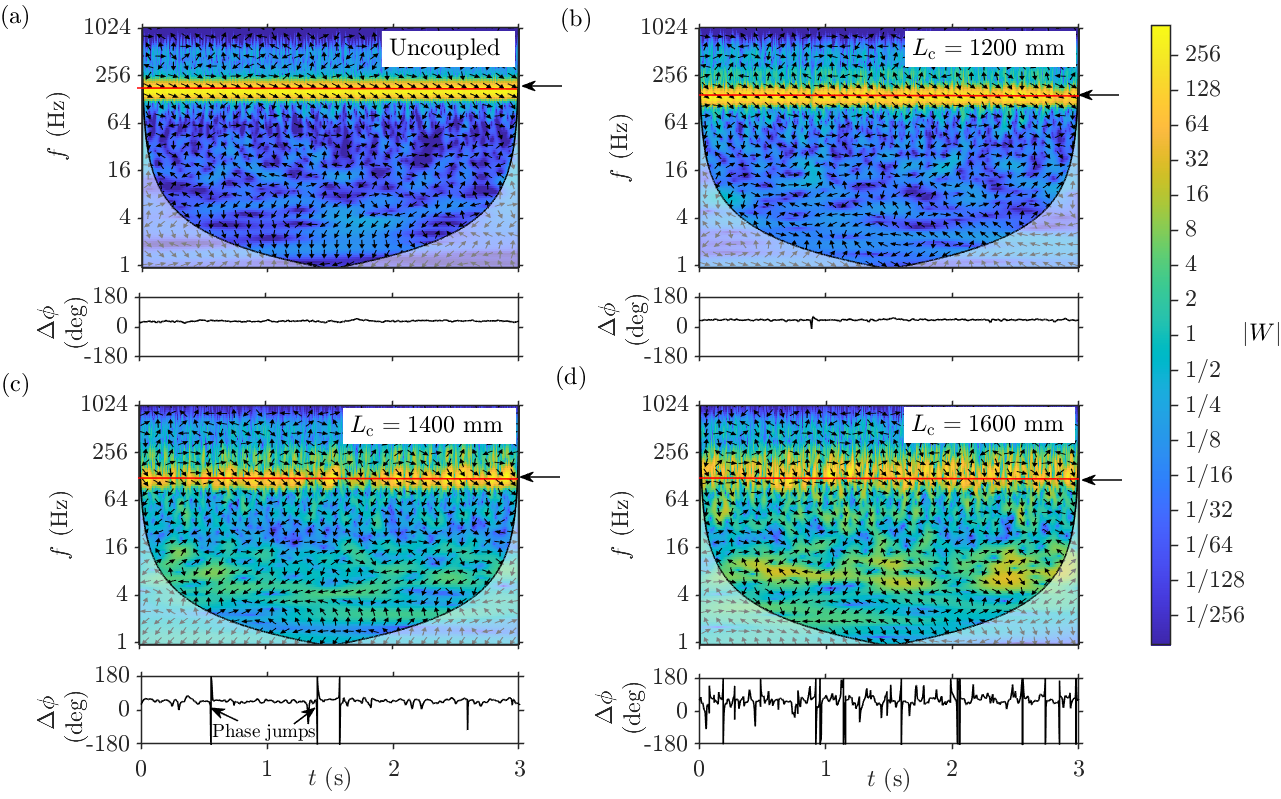 (a)
1024
256
64
16
4
1
f (Hz)
Uncoupled
180
0
-180
Δϕ
(deg)
(b)
1024
256
64
16
4
1
f (Hz)
L_c = 1200 mm
180
0
-180
Δϕ
(deg)
(c)
1024
256
64
16
4
1
f (Hz)
L_c = 1400 mm
180
0
-180
Δϕ
(deg)
Phase jumps
0 1 2 3
t (s)
(d)
1024
256
64
16
4
1
f (Hz)
L_c = 1600 mm
180
0
-180
Δϕ
(deg)
0 1 2 3
t (s)
256
128
64
32
16
8
4
2
1
1/2
1/4
1/8
1/16
1/32
1/64
1/128
1/256
|W|